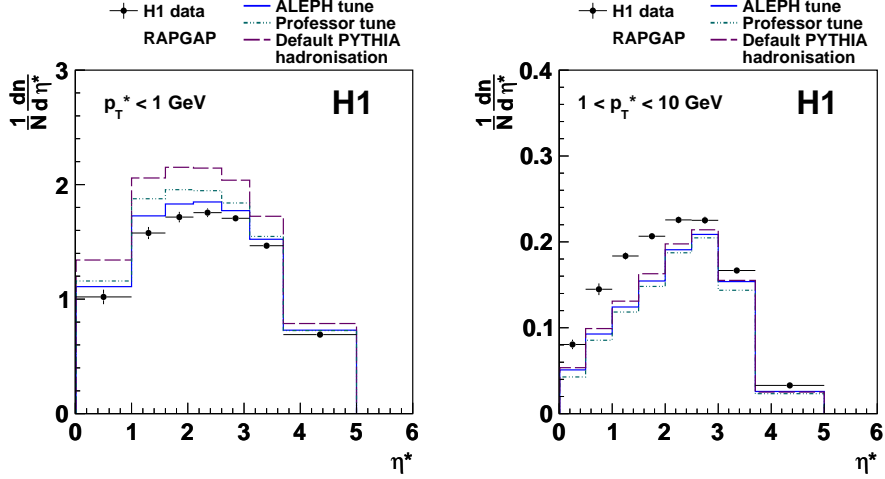 H1 data
RAPGAP
ALEPH tune
Professor tune
Default PYTHIA
hadronisation
1/N dn/dη*
p_T* < 1 GeV
H1
3
2
1
0
0 1 2 3 4 5 6
η*
H1 data
RAPGAP
ALEPH tune
Professor tune
Default PYTHIA
hadronisation
1/N dn/dη*
1 < p_T* < 10 GeV
H1
0.4
0.3
0.2
0.1
0
0 1 2 3 4 5 6
η*